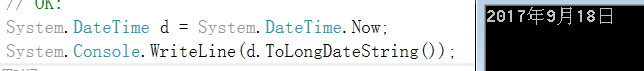 // OK:
System.DateTime d = System.DateTime.Now;
System.Console.WriteLine(d.ToLongDateString());
2017年9月18日